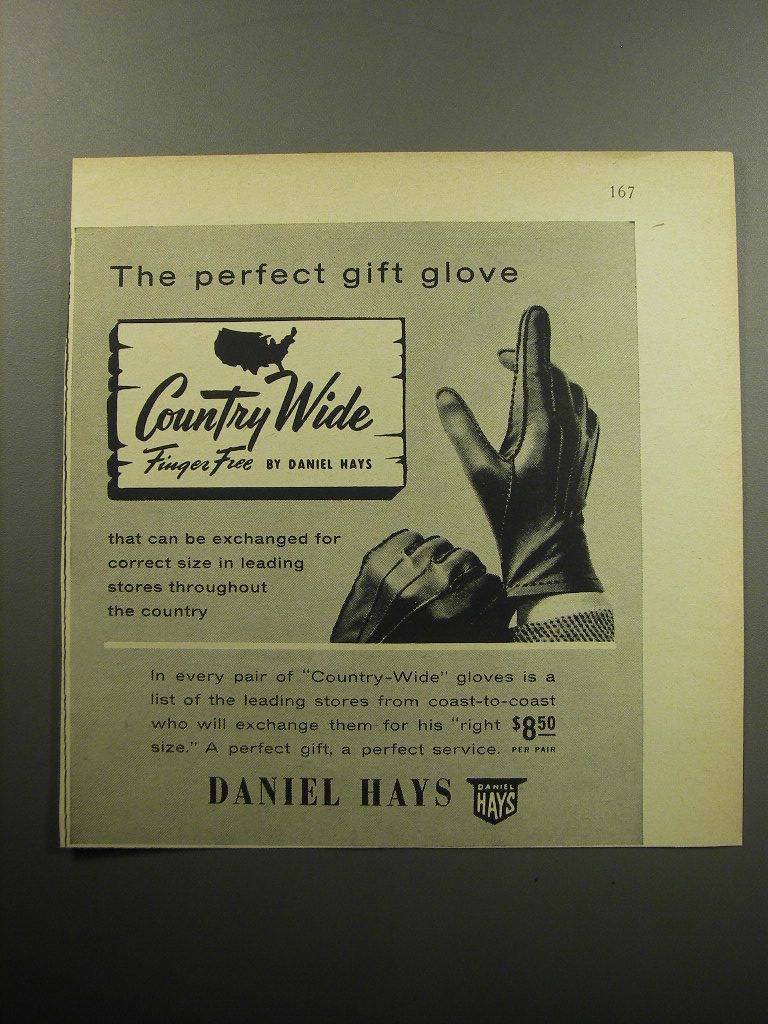 167
The perfect gift glove
Country Wide
Finger Free BY DANIEL HAYS
that can be exchanged for
correct size in leading
stores throughout
the country
In every pair of "Country-Wide" gloves is a
list of the leading stores from coast-to-coast
who will exchange them for his "right
size." A perfect gift, a perfect service.
$8.50
PER PAIR
DANIEL HAYS
DANIEL
HAYS